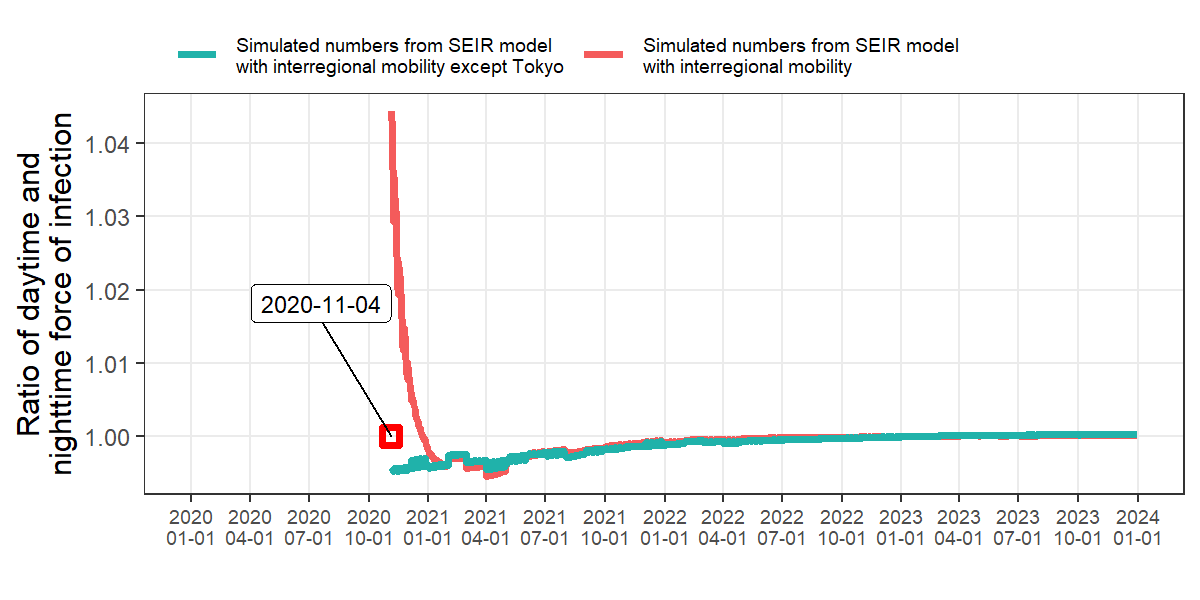 Simulated numbers from SEIR model
with interregional mobility except Tokyo
Simulated numbers from SEIR model
with interregional mobility
Ratio of daytime and
nighttime force of infection
1.04
1.03
1.02
1.01
1.00
2020-11-04
2020 2020 2020 2020 2021 2021 2021 2021 2022 2022 2022 2022 2023 2023 2023 2023 2024
01-01 04-01 07-01 10-01 01-01 04-01 07-01 10-01 01-01 04-01 07-01 10-01 01-01 04-01 07-01 10-01 01-01